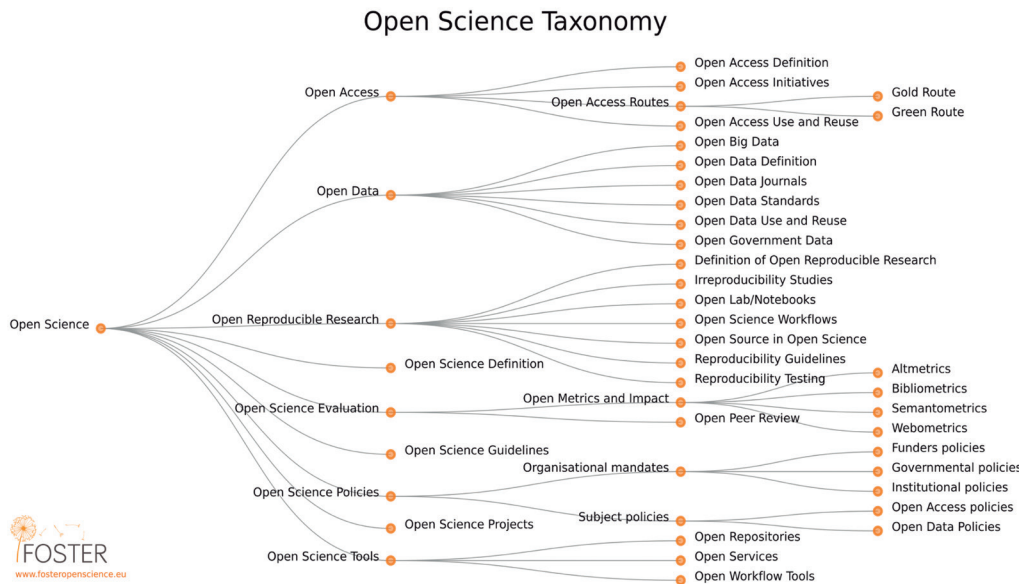 Open Science Taxonomy
Open Access Definition
Open Access Initiatives
Open Access
Gold Route
Open Access Routes
Green Route
Open Access Use and Reuse
Open Big Data
Open Data Definition
Open Data Journals
Open Data
Open Data Standards
Open Data Use and Reuse
Open Government Data
Definition of Open Reproducible Research
Irreproducibility Studies
Open Lab/Notebooks
Open Reproducible Research
Open Science Workflows
Open Science
Open Source in Open Science
Reproducibility Guidelines
Open Science Definition
Altmetrics
Reproducibility Testing
Bibliometrics
Open Metrics and Impact
Open Science Evaluation
Semantometrics
Open Peer Review
Webometrics
Funders policies
Open Science Guidelines
Organisational mandates
Governmental policies
Institutional policies
Open Science Policies
Open Access policies
Subject policies
Open Science Projects
Open Data Policies
Open Repositories
Open Science Tools
Open Services
Open Workflow Tools
FOSTER
www.fosteropenscience.eu